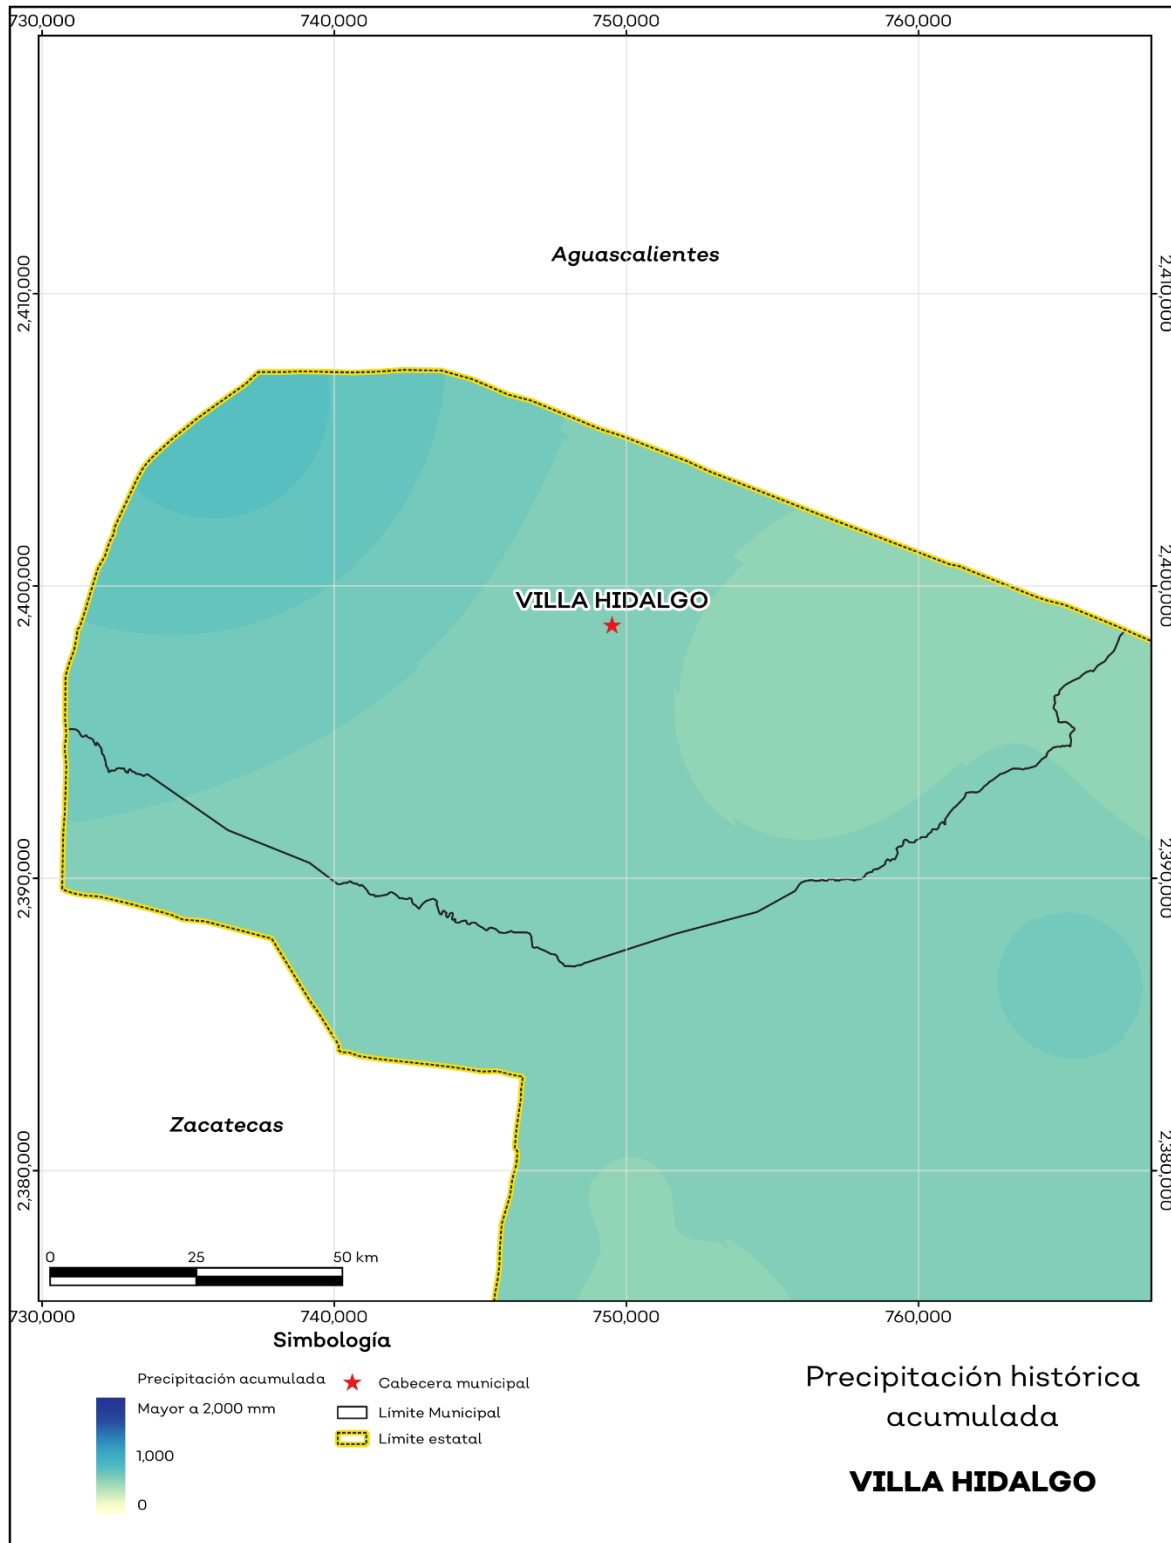 730,000 740,000 750,000 760,000
Aguascalientes
2,410,000 2,410,000
2,400,000 2,400,000
VILLA HIDALGO
2,390,000 2,390,000
Zacatecas
2,380,000 2,380,000
0 25 50 km
730,000 740,000 750,000 760,000
Simbología
Precipitación acumulada
Mayor a 2,000 mm
1,000
0
Cabecera municipal
Límite Municipal
Límite estatal
Precipitación histórica
acumulada
VILLA HIDALGO